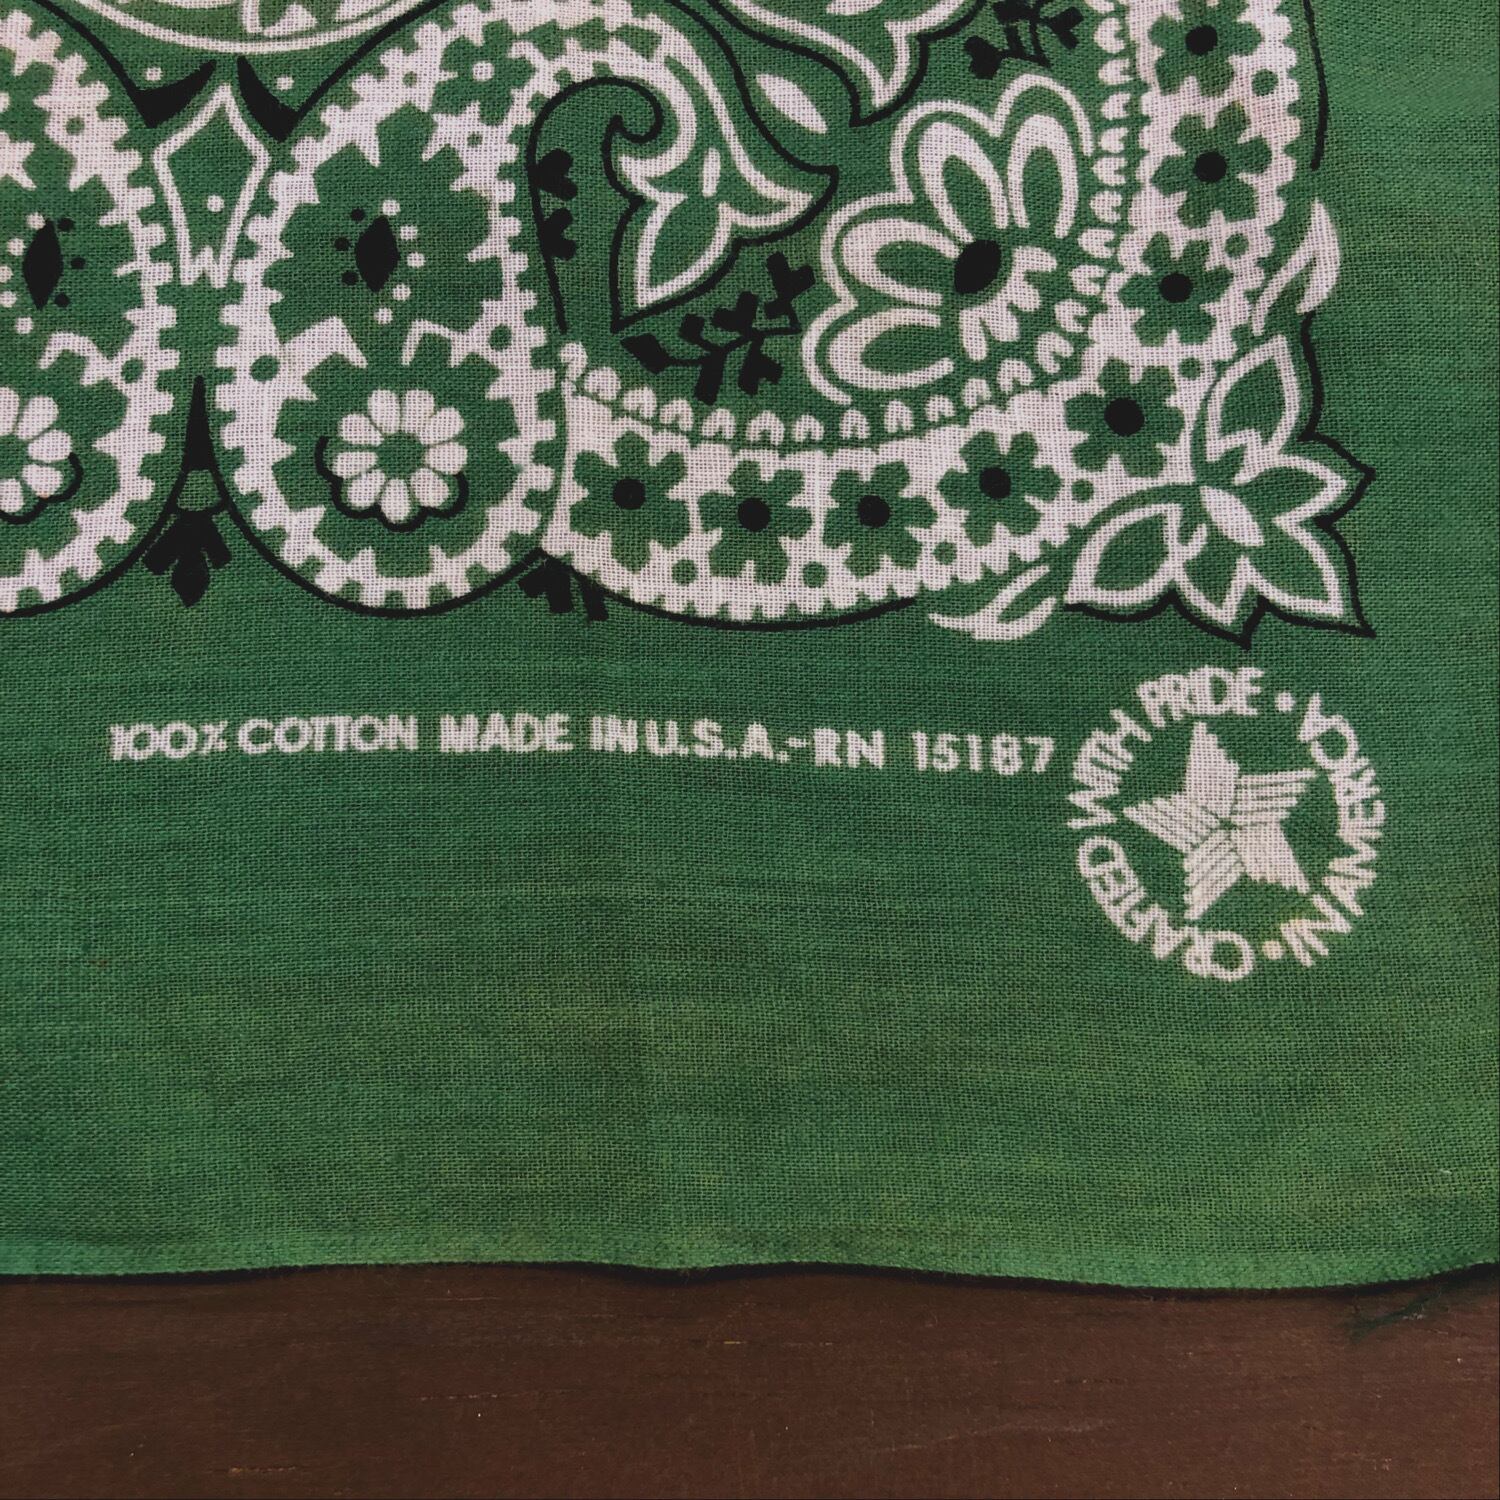 100% COTTON MADE IN U.S.A.-RN 15187
CRAFTED WITH PRIDE • IN AMERICA •